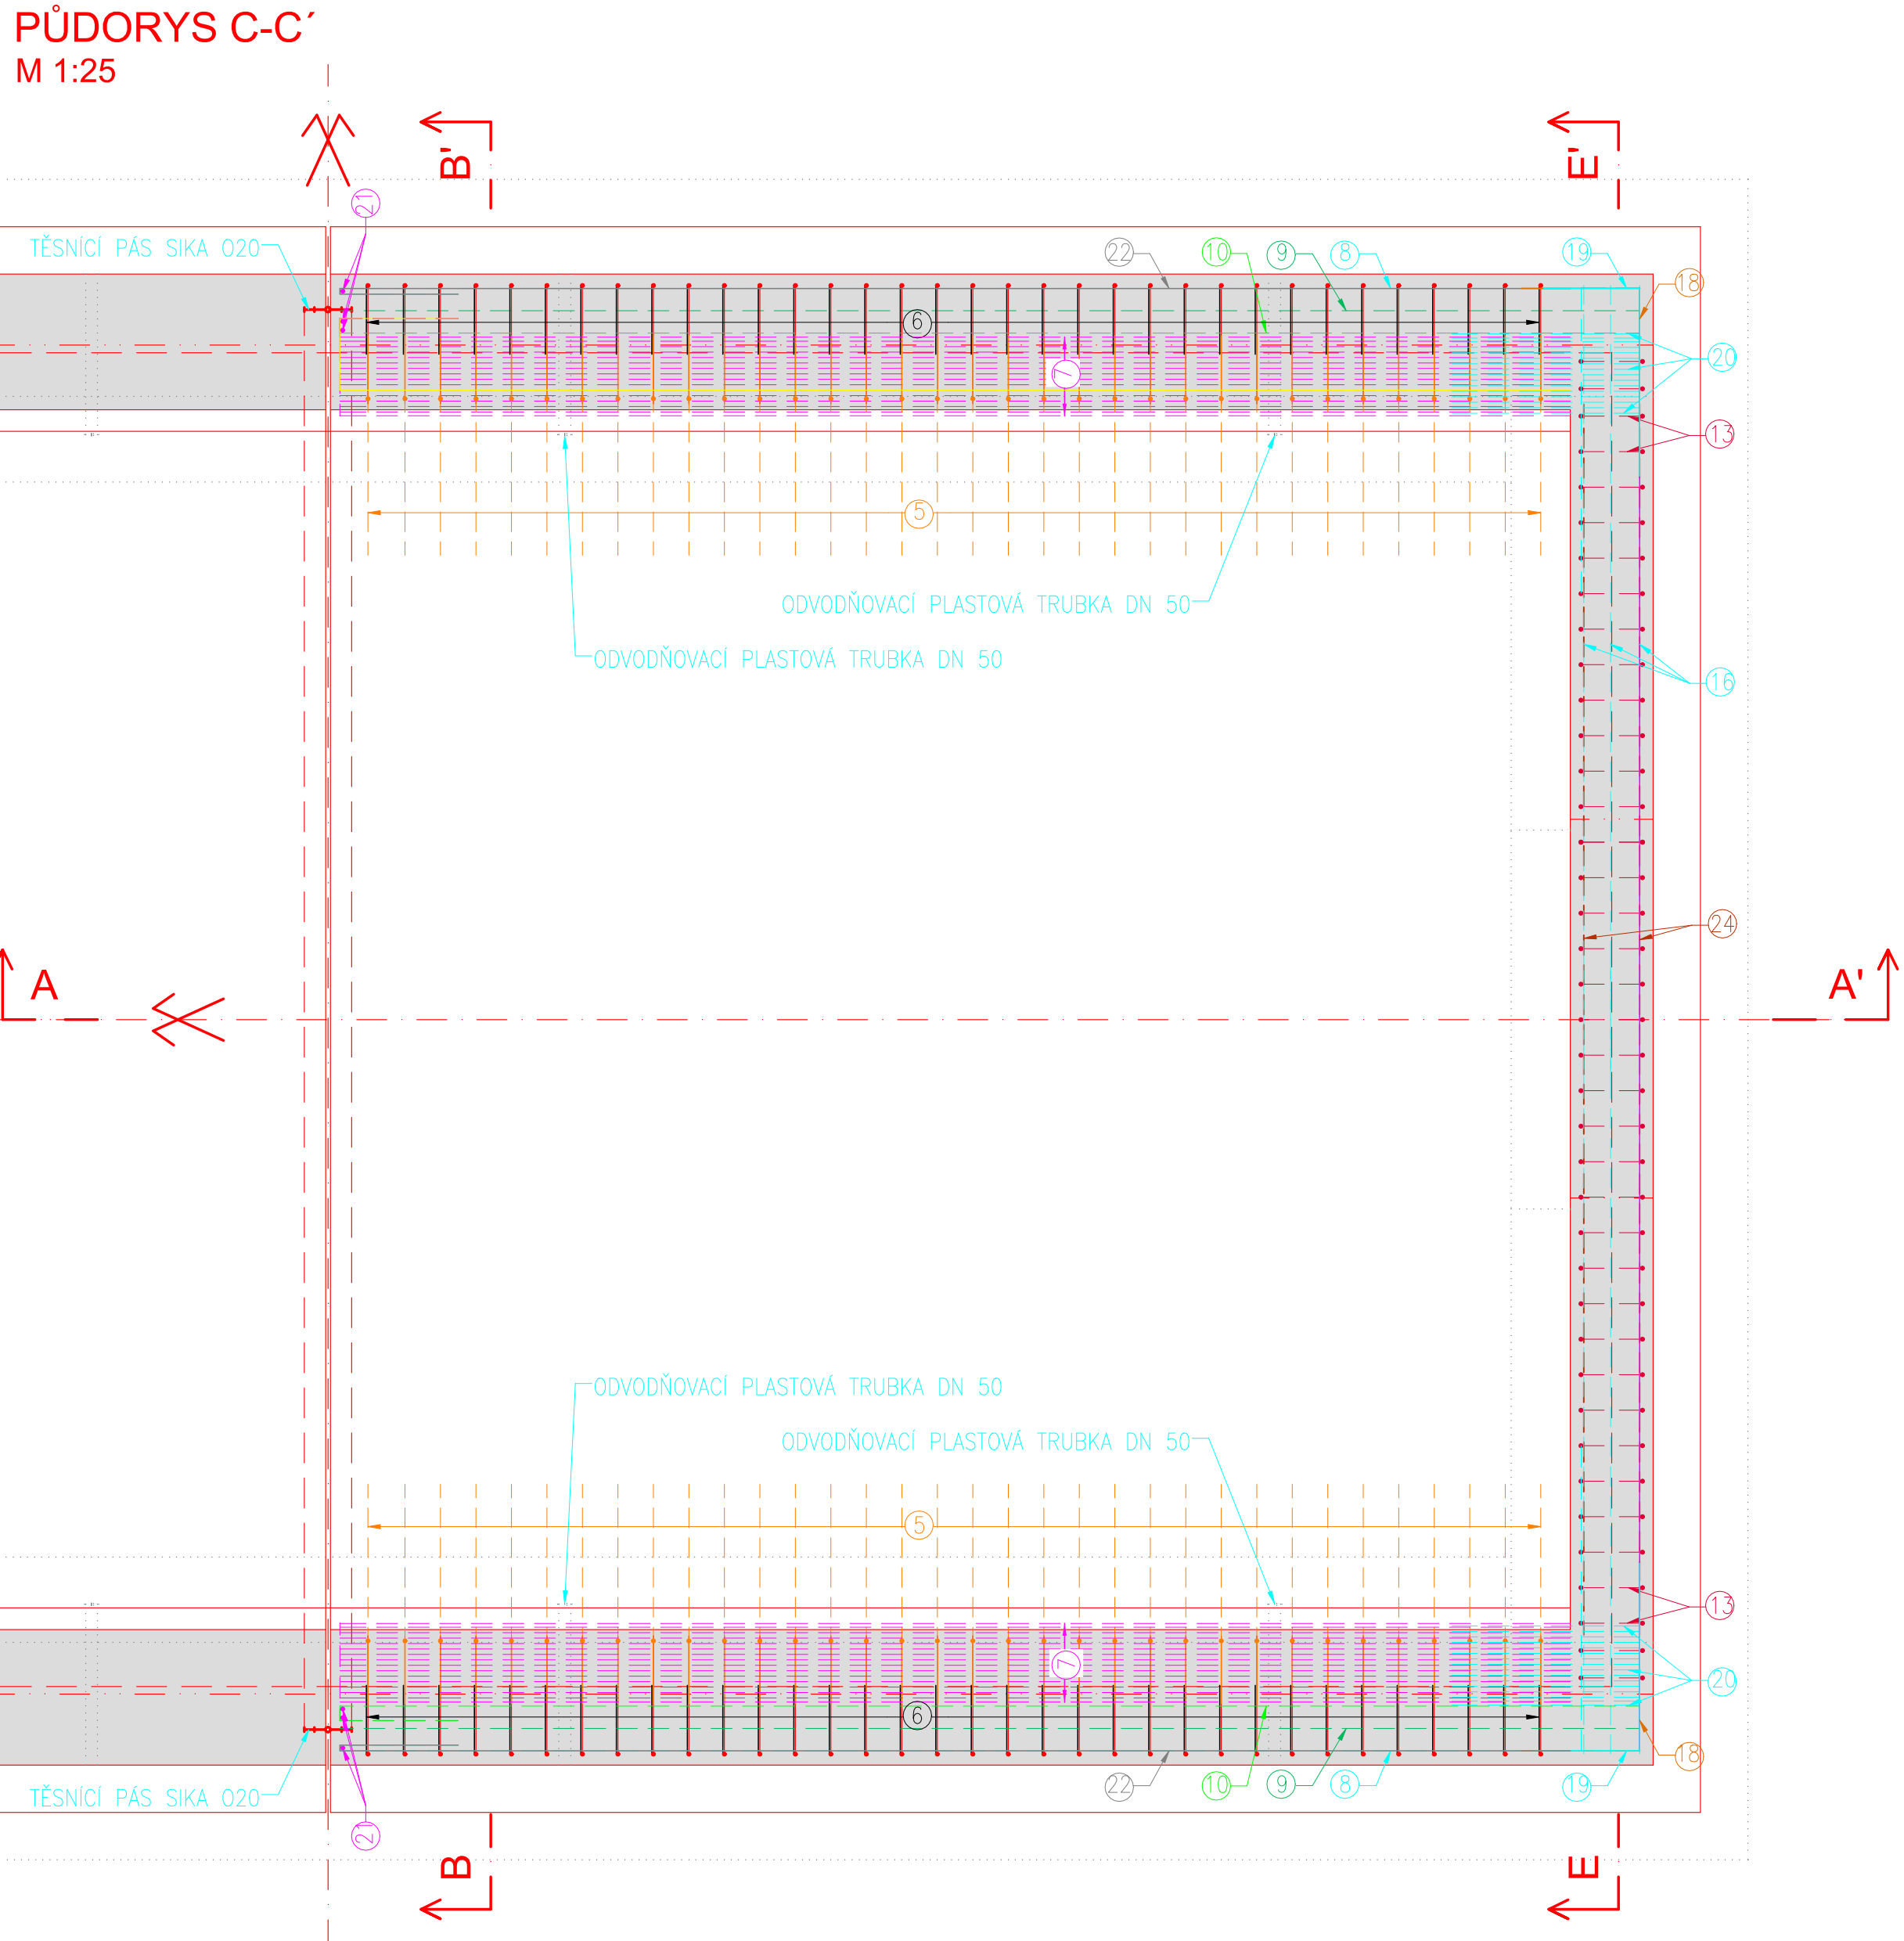 PŮDORYS C-C´
M 1:25
B'
E'
21
TĚSNÍCÍ PÁS SIKA O20
22
10
9
8
19
18
6
20
7
13
5
ODVODŇOVACÍ PLASTOVÁ TRUBKA DN 50
ODVODŇOVACÍ PLASTOVÁ TRUBKA DN 50
16
24
A
A'
ODVODŇOVACÍ PLASTOVÁ TRUBKA DN 50
ODVODŇOVACÍ PLASTOVÁ TRUBKA DN 50
5
13
7
20
6
18
22
10
9
8
19
TĚSNÍCÍ PÁS SIKA O20
21
B
E